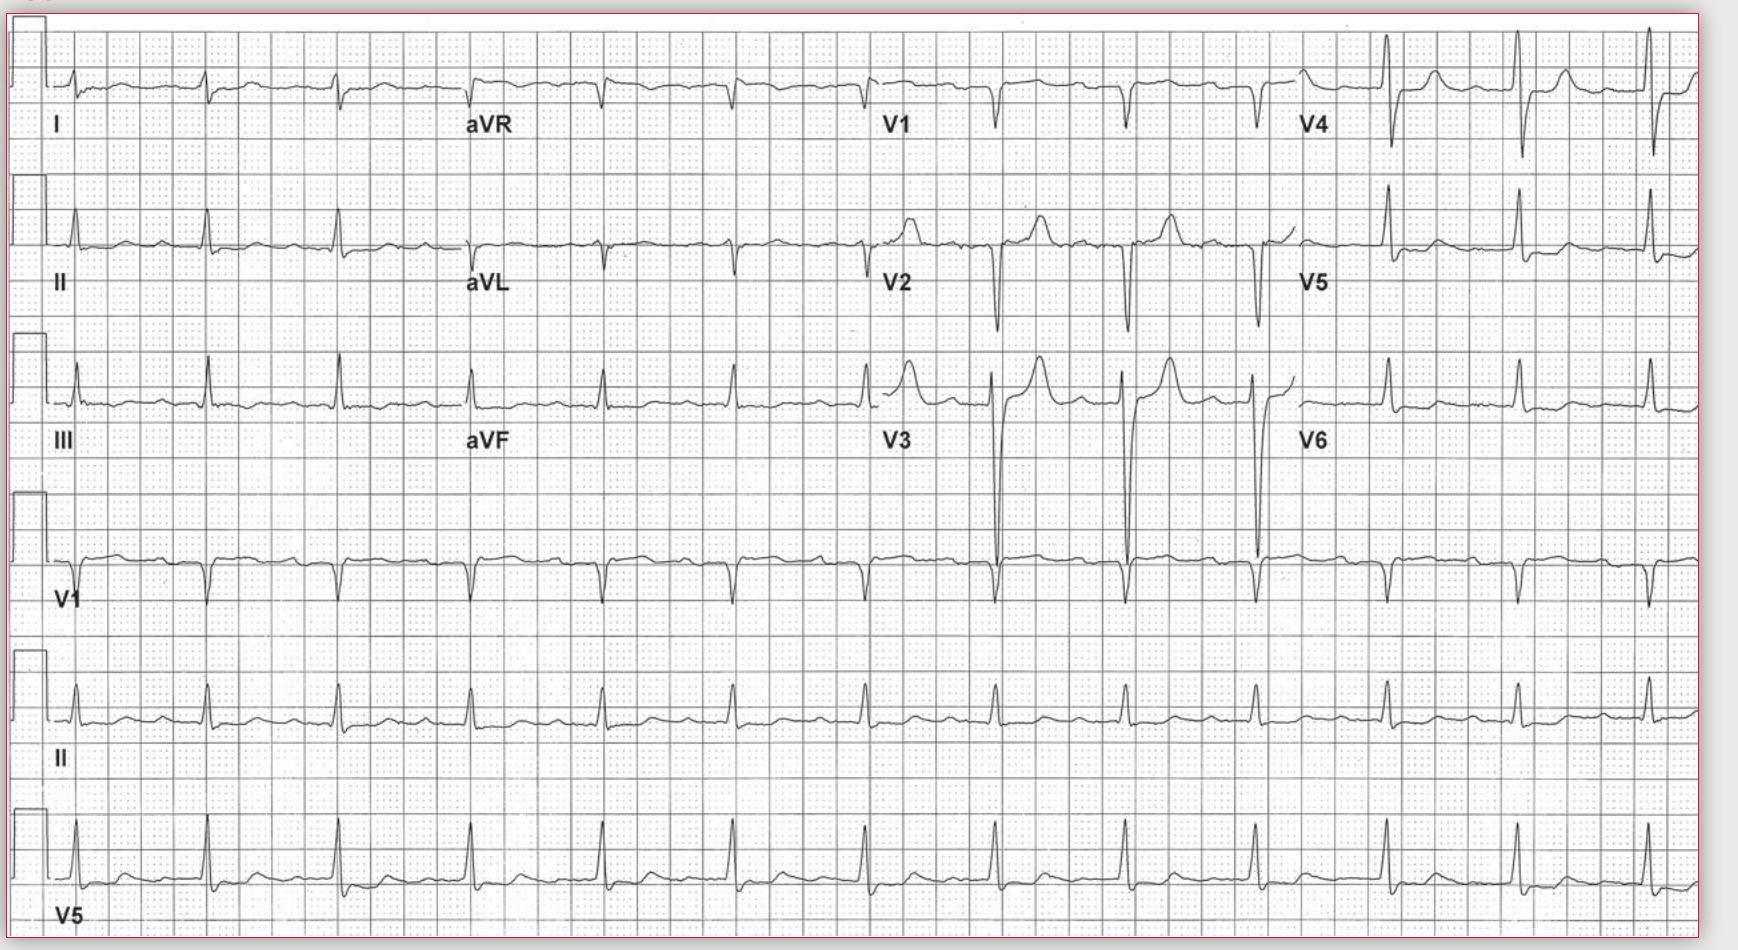 I aVR V1 V4
II aVL V2 V5
III aVF V3 V6
V1
II
V5